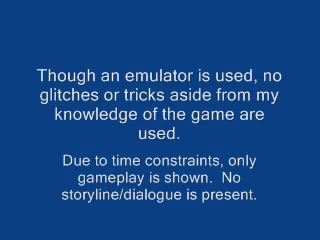 Though an emulator is used, no
glitches or tricks aside from my
knowledge of the game are
used.
Due to time constraints, only
gameplay is shown.  No
storyline/dialogue is present.